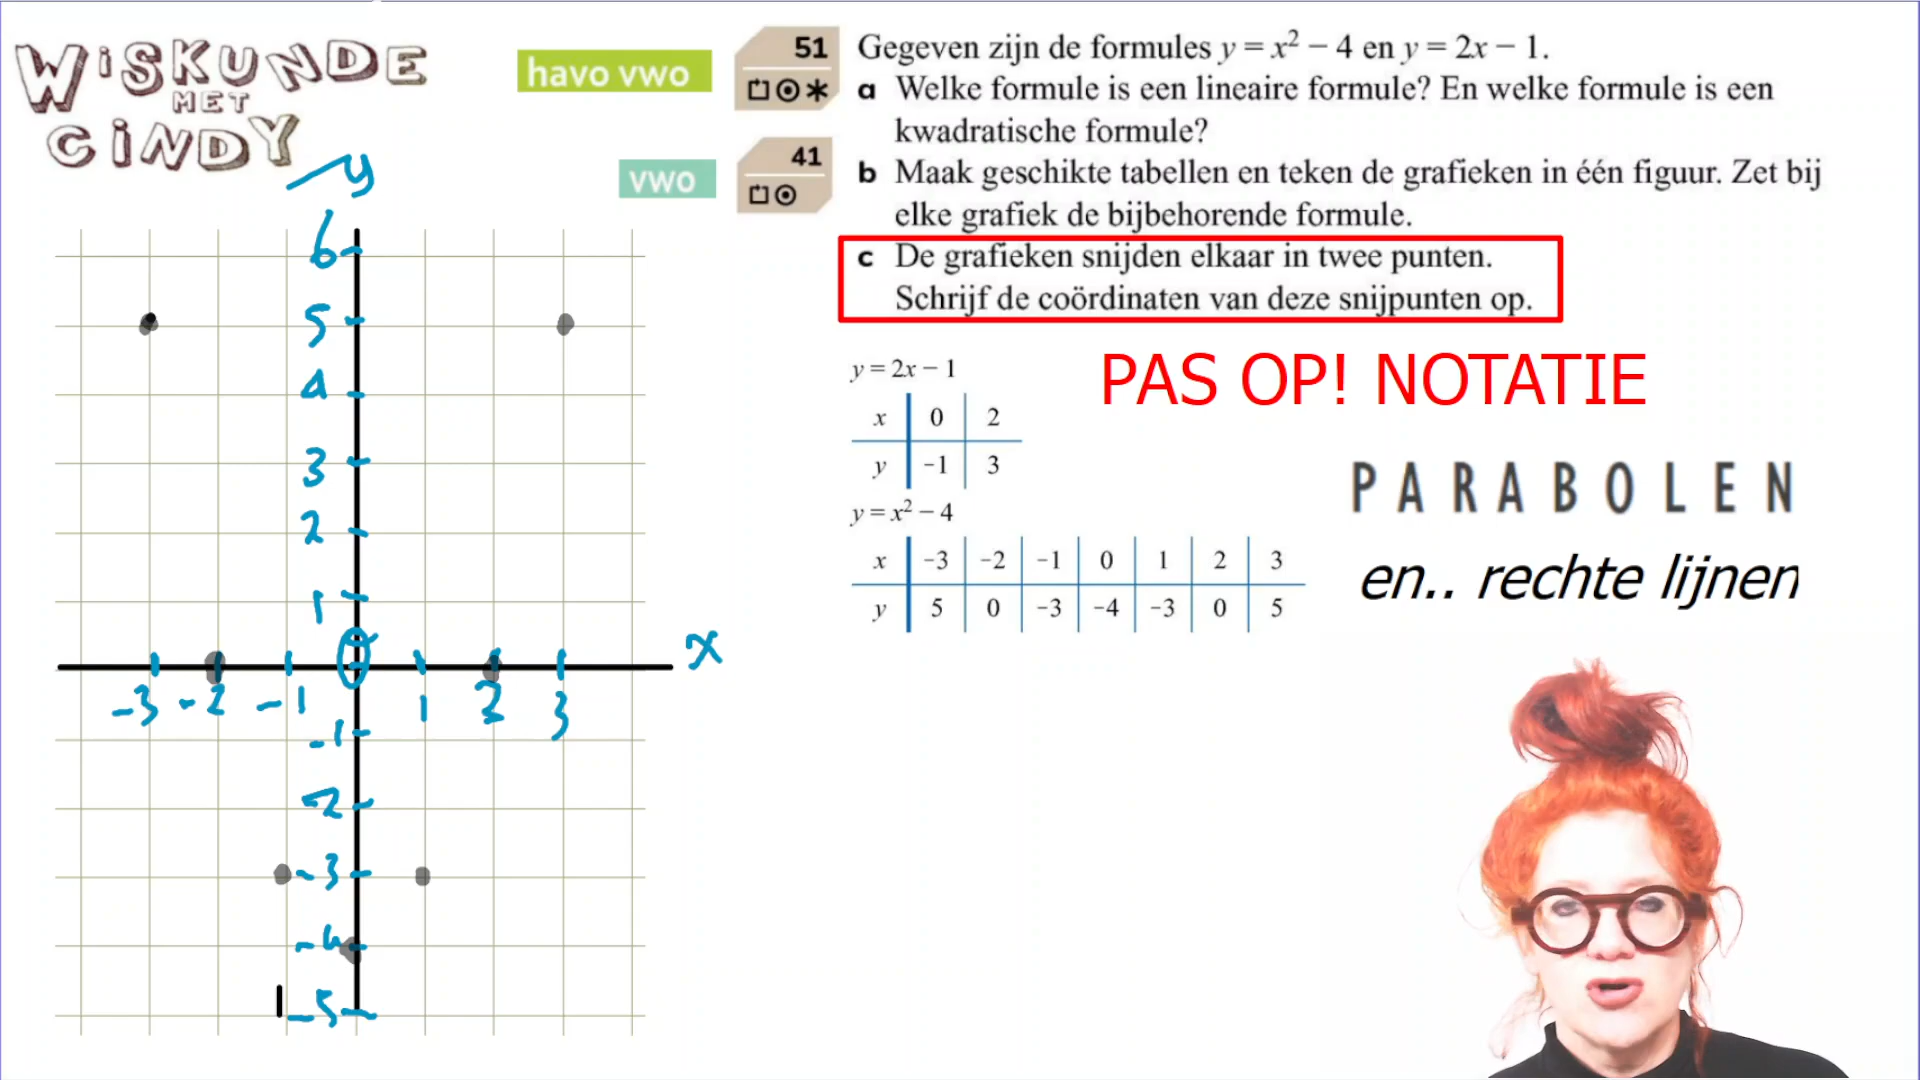 WiSKUNDE
MET
CiNDY
havo vwo
51
Gegeven zijn de formules y = x² − 4 en y = 2x − 1.
a Welke formule is een lineaire formule? En welke formule is een
kwadratische formule?
vwo
41
b Maak geschikte tabellen en teken de grafieken in één figuur. Zet bij
elke grafiek de bijbehorende formule.
c De grafieken snijden elkaar in twee punten.
Schrijf de coördinaten van deze snijpunten op.
PAS OP! NOTATIE
y = 2x − 1
x 0 2
y −1 3
y = x² − 4
x −3 −2 −1 0 1 2 3
y 5 0 −3 −4 −3 0 5
PARABOLEN
en.. rechte lijnen
y
6
5
4
3
2
1
0
x
-3 -2 -1 1 2 3
-1
-2
-3
-4
-5